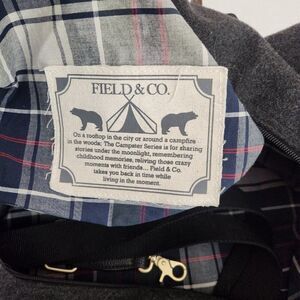 FIELD & CO.
On a rooftop in the city or around a campfire
in the woods; The Campster Series is for sharing
stories under the moonlight, remembering
childhood memories, reliving those crazy
moments with friends... Field & Co.
takes you back in time while
living in the moment.